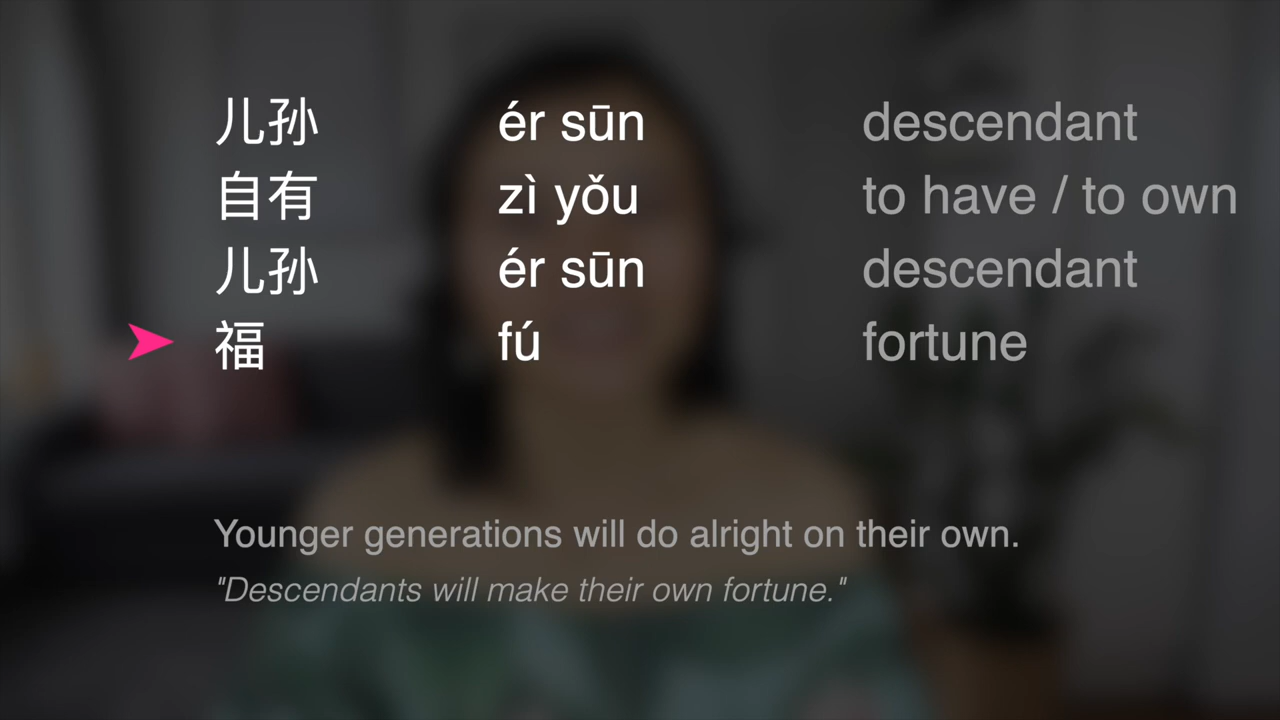 儿孙 ér sūn descendant
自有 zì yǒu to have / to own
儿孙 ér sūn descendant
福 fú fortune
Younger generations will do alright on their own.
"Descendants will make their own fortune."